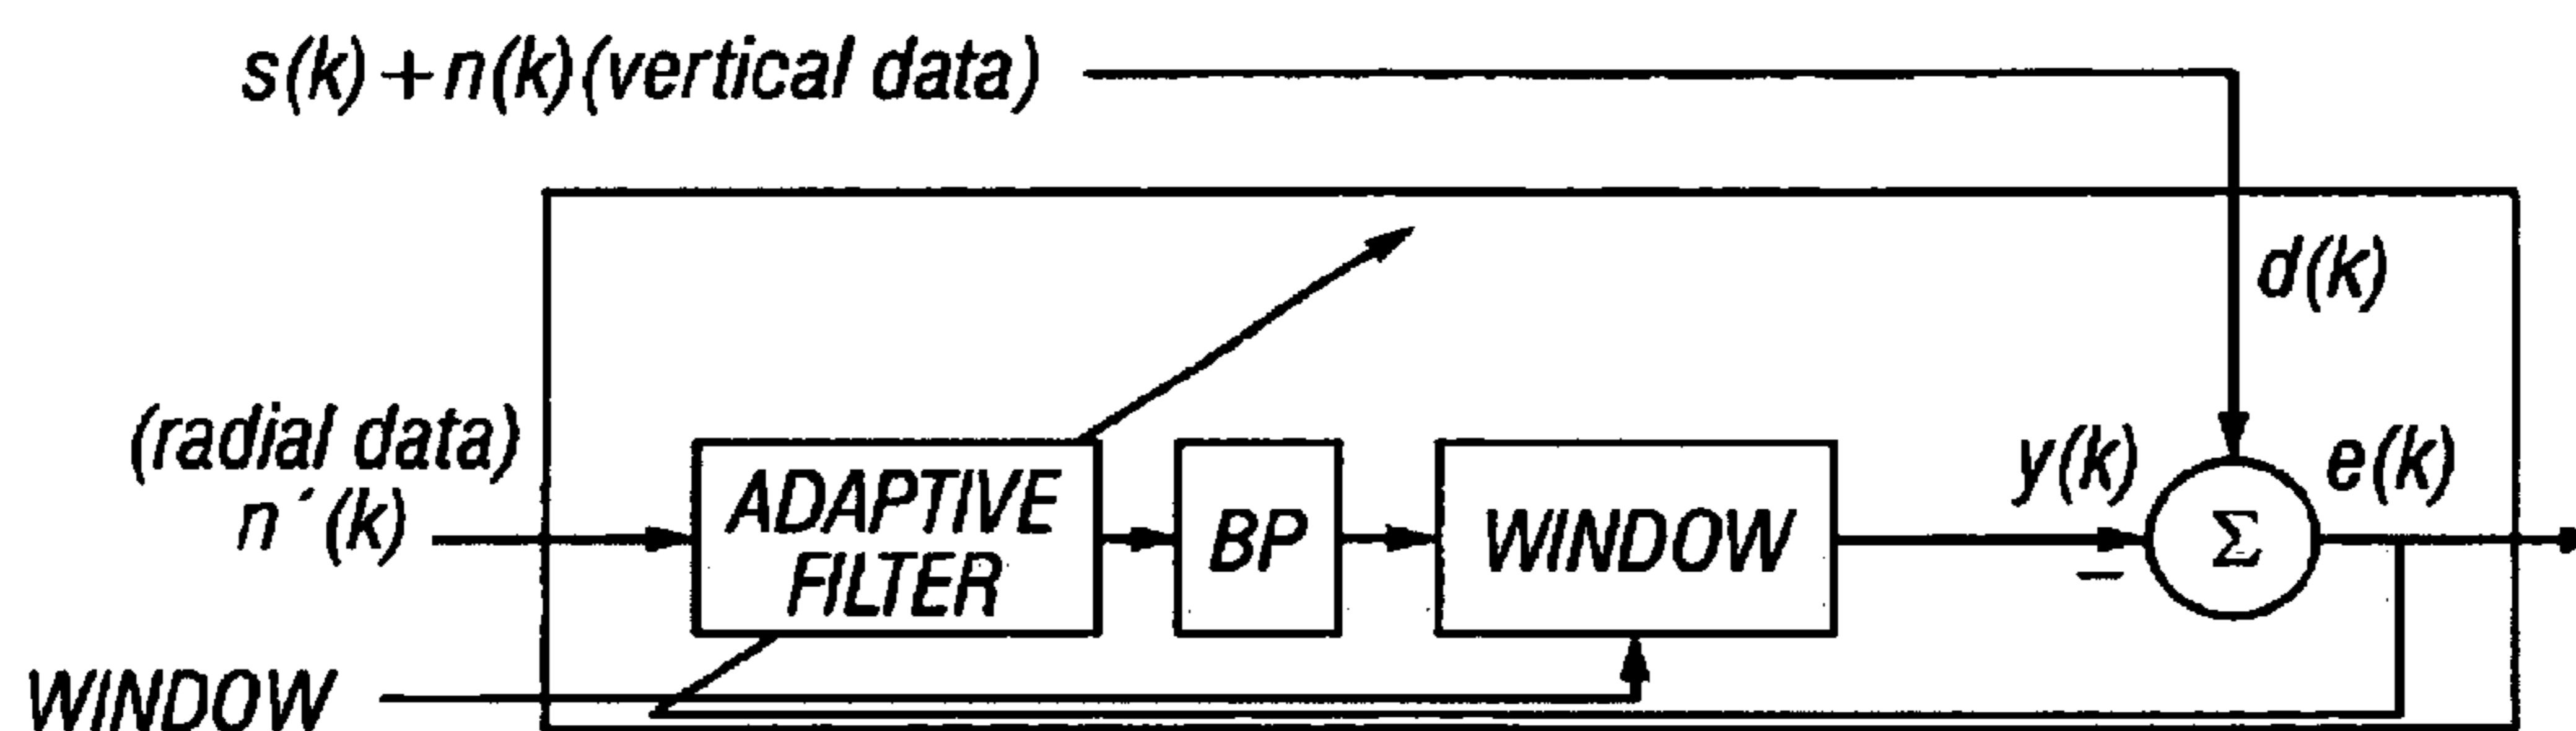 s(k)+n(k)(vertical data)
d(k)
(radial data)
n´(k)
ADAPTIVE
FILTER
BP
WINDOW
y(k)
−
Σ
e(k)
WINDOW